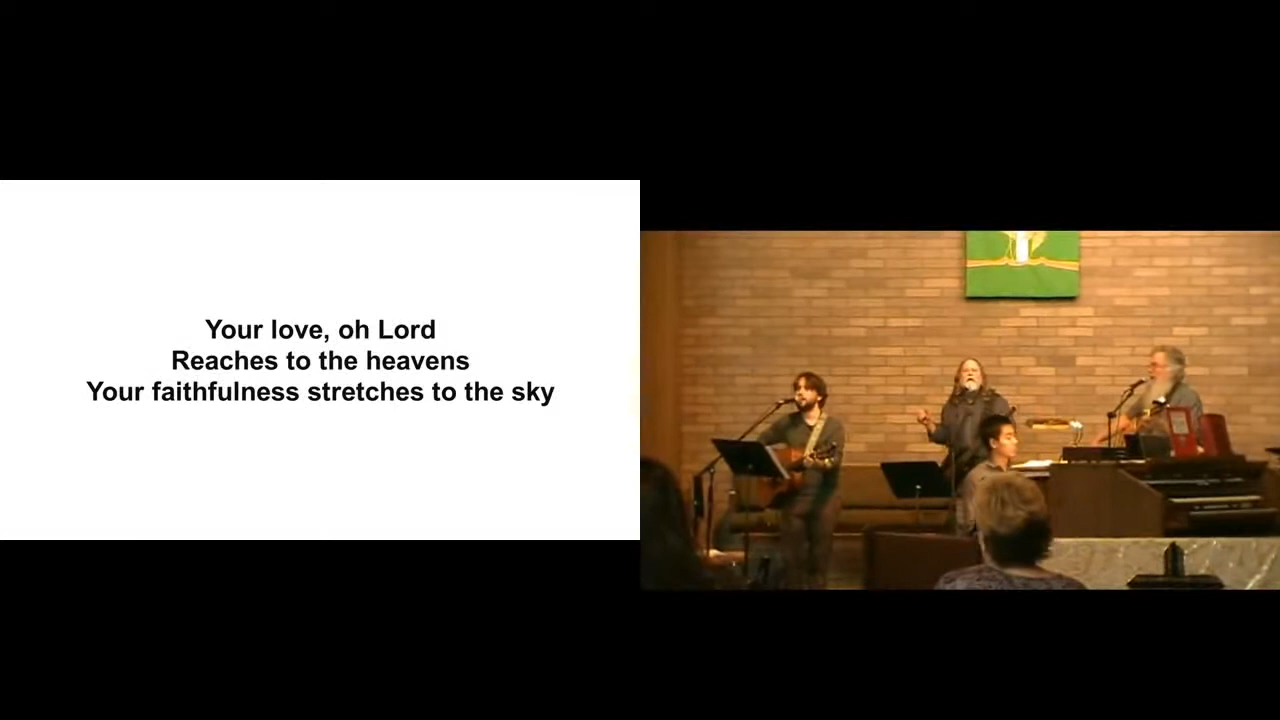 Your love, oh Lord
Reaches to the heavens
Your faithfulness stretches to the sky